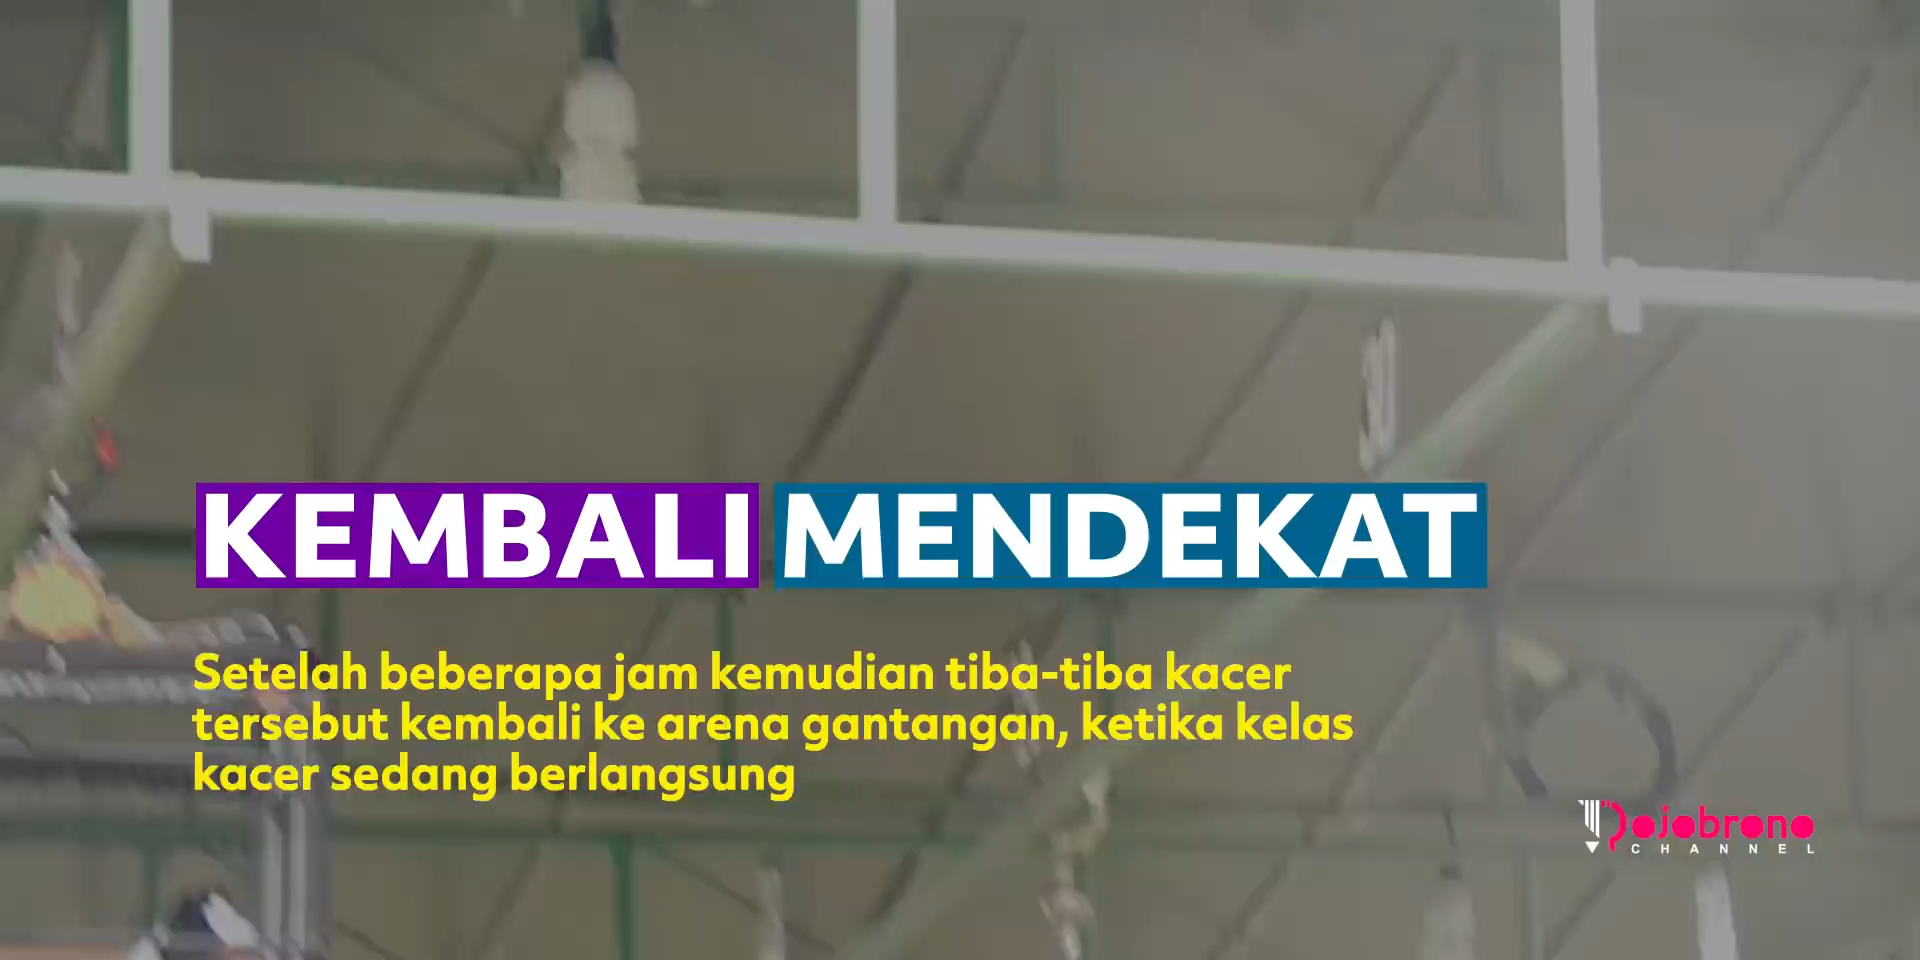 KEMBALI MENDEKAT
Setelah beberapa jam kemudian tiba-tiba kacer
tersebut kembali ke arena gantangan, ketika kelas
kacer sedang berlangsung
Pojobrono
CHANNEL